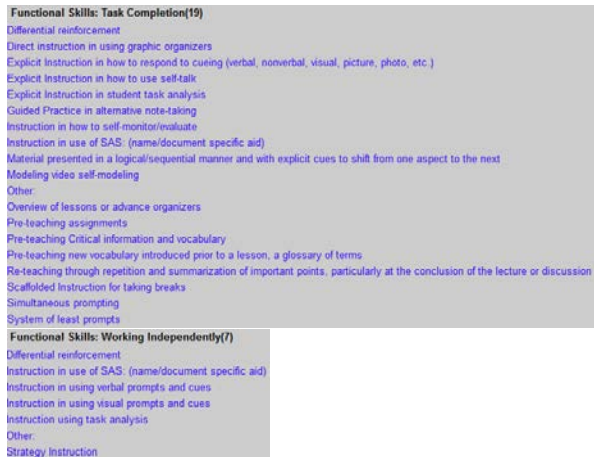 Functional Skills: Task Completion(19)
Differential reinforcement
Direct instruction in using graphic organizers
Explicit Instruction in how to respond to cueing (verbal, nonverbal, visual, picture, photo, etc.)
Explicit Instruction in how to use self-talk
Explicit Instruction in student task analysis
Guided Practice in alternative note-taking
Instruction in how to self-monitor/evaluate
Instruction in use of SAS: (name/document specific aid)
Material presented in a logical/sequential manner and with explicit cues to shift from one aspect to the next
Modeling video self-modeling
Other:
Overview of lessons or advance organizers
Pre-teaching assignments
Pre-teaching Critical information and vocabulary
Pre-teaching new vocabulary introduced prior to a lesson, a glossary of terms
Re-teaching through repetition and summarization of important points, particularly at the conclusion of the lecture or discussion
Scaffolded Instruction for taking breaks
Simultaneous prompting
System of least prompts
Functional Skills: Working Independently(7)
Differential reinforcement
Instruction in use of SAS: (name/document specific aid)
Instruction in using verbal prompts and cues
Instruction in using visual prompts and cues
Instruction using task analysis
Other:
Strategy Instruction